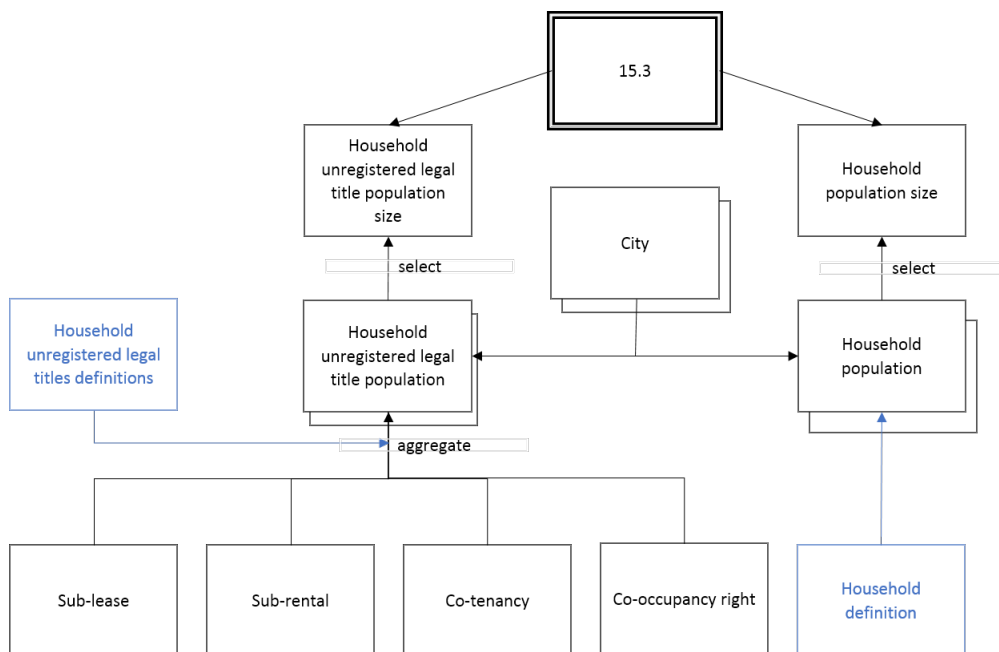 15.3
Household
unregistered legal
title population
size
Household
population size
City
select
select
Household
unregistered legal
titles definitions
Household
unregistered legal
title population
Household
population
aggregate
Sub-lease
Sub-rental
Co-tenancy
Co-occupancy right
Household
definition